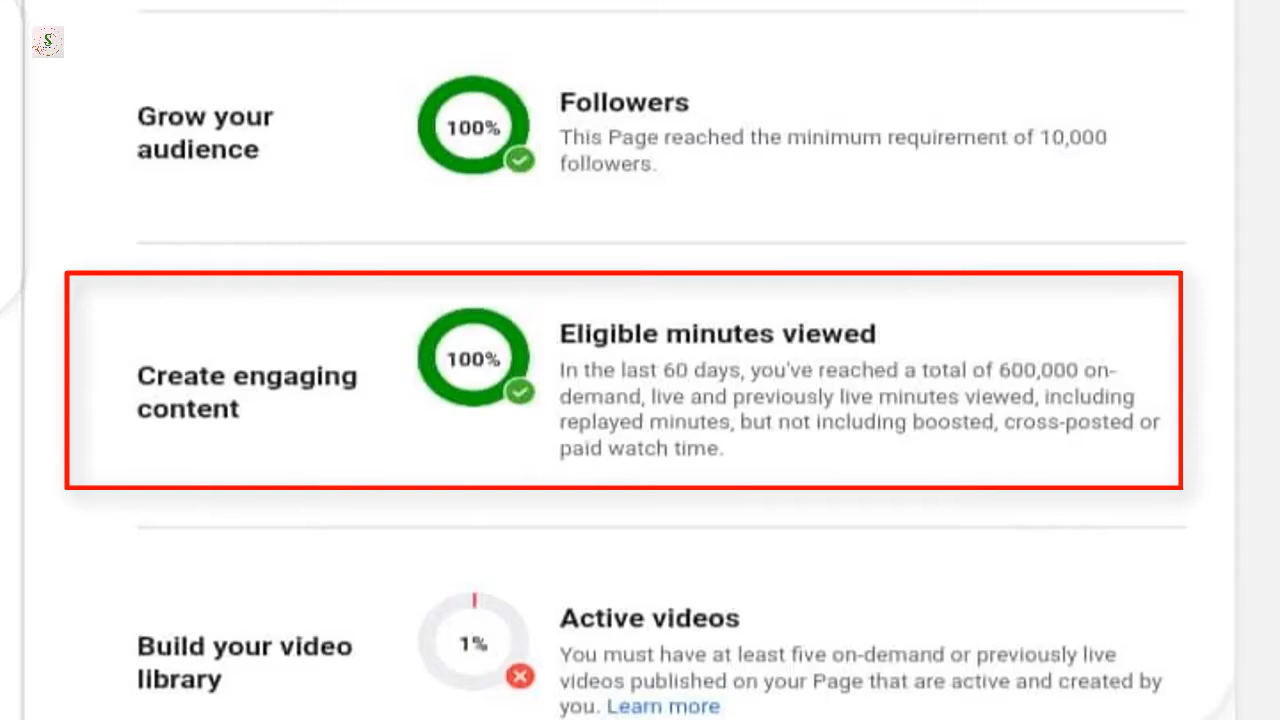 Grow your
audience
100%
Followers
This Page reached the minimum requirement of 10,000
followers.
Create engaging
content
100%
Eligible minutes viewed
In the last 60 days, you've reached a total of 600,000 on-
demand, live and previously live minutes viewed, including
replayed minutes, but not including boosted, cross-posted or
paid watch time.
Build your video
library
1%
Active videos
You must have at least five on-demand or previously live
videos published on your Page that are active and created by
you. Learn more